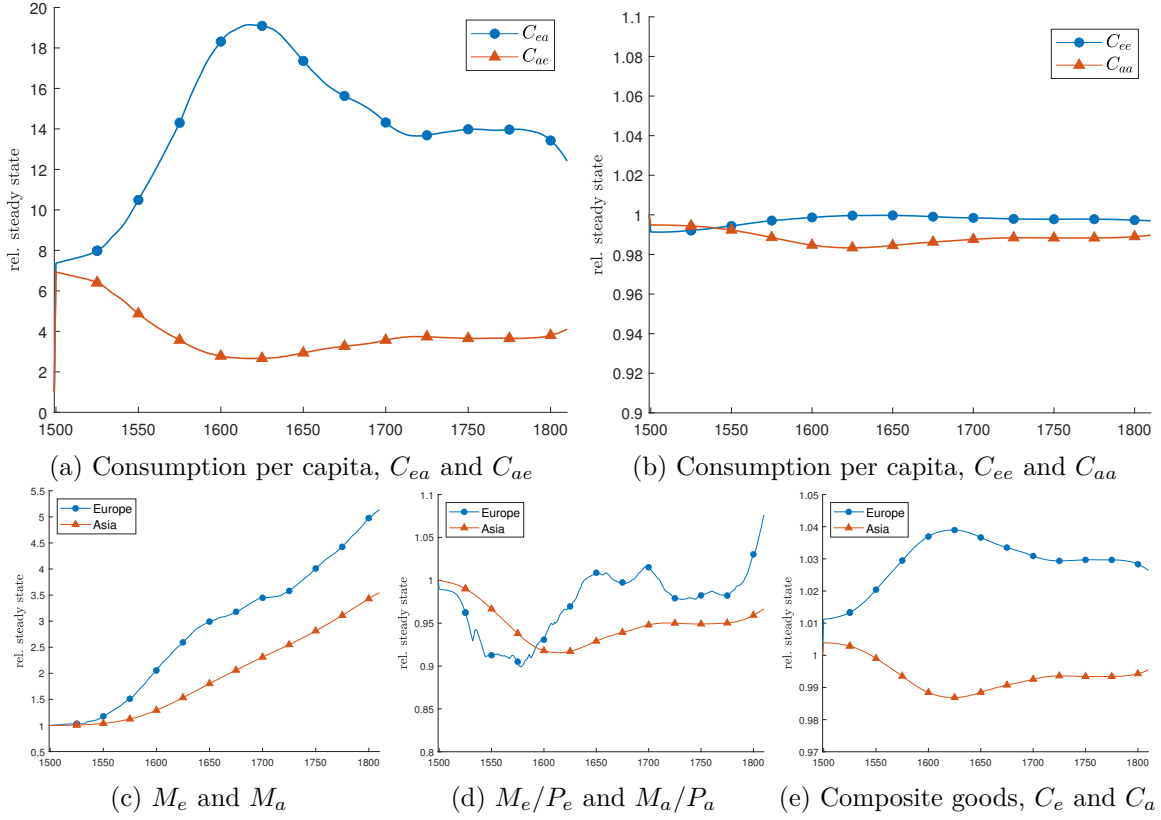 20
18
16
14
12
10
8
6
4
2
0
rel. steady state
C_ea
C_ae
1500 1550 1600 1650 1700 1750 1800
(a) Consumption per capita, C_ea and C_ae
1.1
1.08
1.06
1.04
1.02
1
0.98
0.96
0.94
0.92
0.9
rel. steady state
C_ee
C_aa
1500 1550 1600 1650 1700 1750 1800
(b) Consumption per capita, C_ee and C_aa
5.5
5
4.5
4
3.5
3
2.5
2
1.5
1
0.5
rel. steady state
Europe
Asia
1500 1550 1600 1650 1700 1750 1800
(c) M_e and M_a
1.1
1.05
1
0.95
0.9
0.85
0.8
rel. steady state
Europe
Asia
1500 1550 1600 1650 1700 1750 1800
(d) M_e/P_e and M_a/P_a
1.05
1.04
1.03
1.02
1.01
1
0.99
0.98
0.97
rel. steady state
Europe
Asia
1500 1550 1600 1650 1700 1750 1800
(e) Composite goods, C_e and C_a